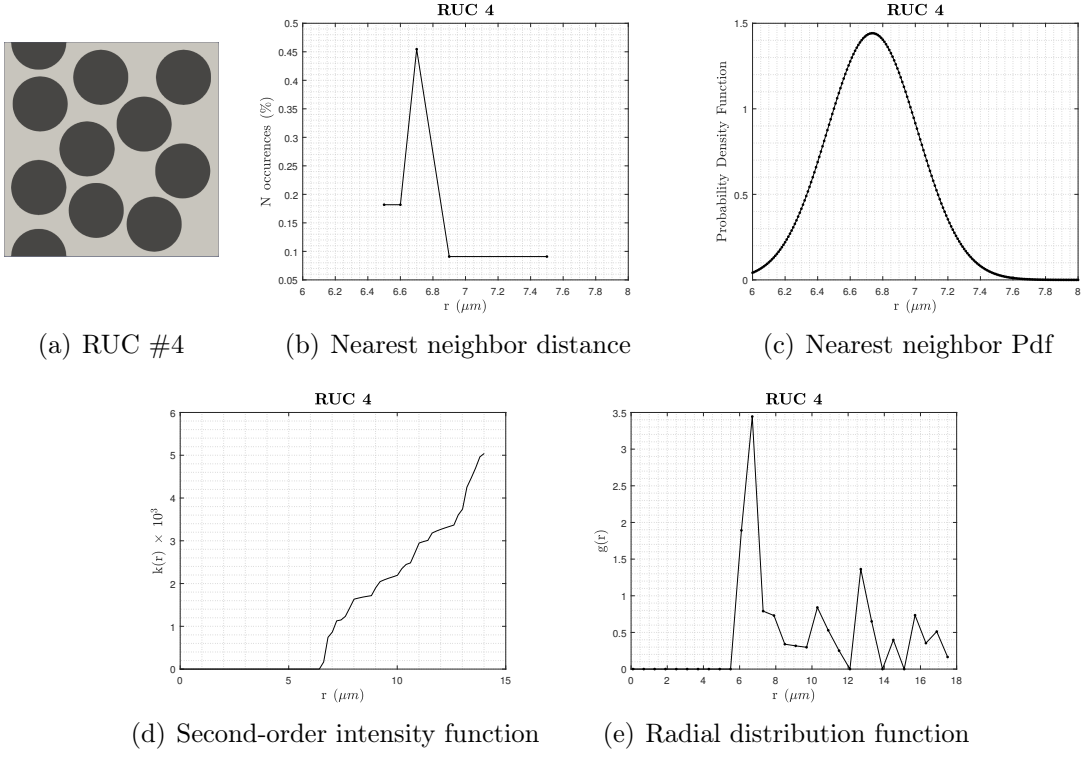 RUC 4
N occurences (%)
0.5
0.45
0.4
0.35
0.3
0.25
0.2
0.15
0.1
0.05
6 6.2 6.4 6.6 6.8 7 7.2 7.4 7.6 7.8 8
r (μm)
RUC 4
Probability Density Function
1.5
1
0.5
0
6 6.2 6.4 6.6 6.8 7 7.2 7.4 7.6 7.8 8
r (μm)
(a) RUC #4
(b) Nearest neighbor distance
(c) Nearest neighbor Pdf
RUC 4
k(r) × 10³
6
5
4
3
2
1
0
0 5 10 15
r (μm)
RUC 4
g(r)
3.5
3
2.5
2
1.5
1
0.5
0
0 2 4 6 8 10 12 14 16 18
r (μm)
(d) Second-order intensity function
(e) Radial distribution function